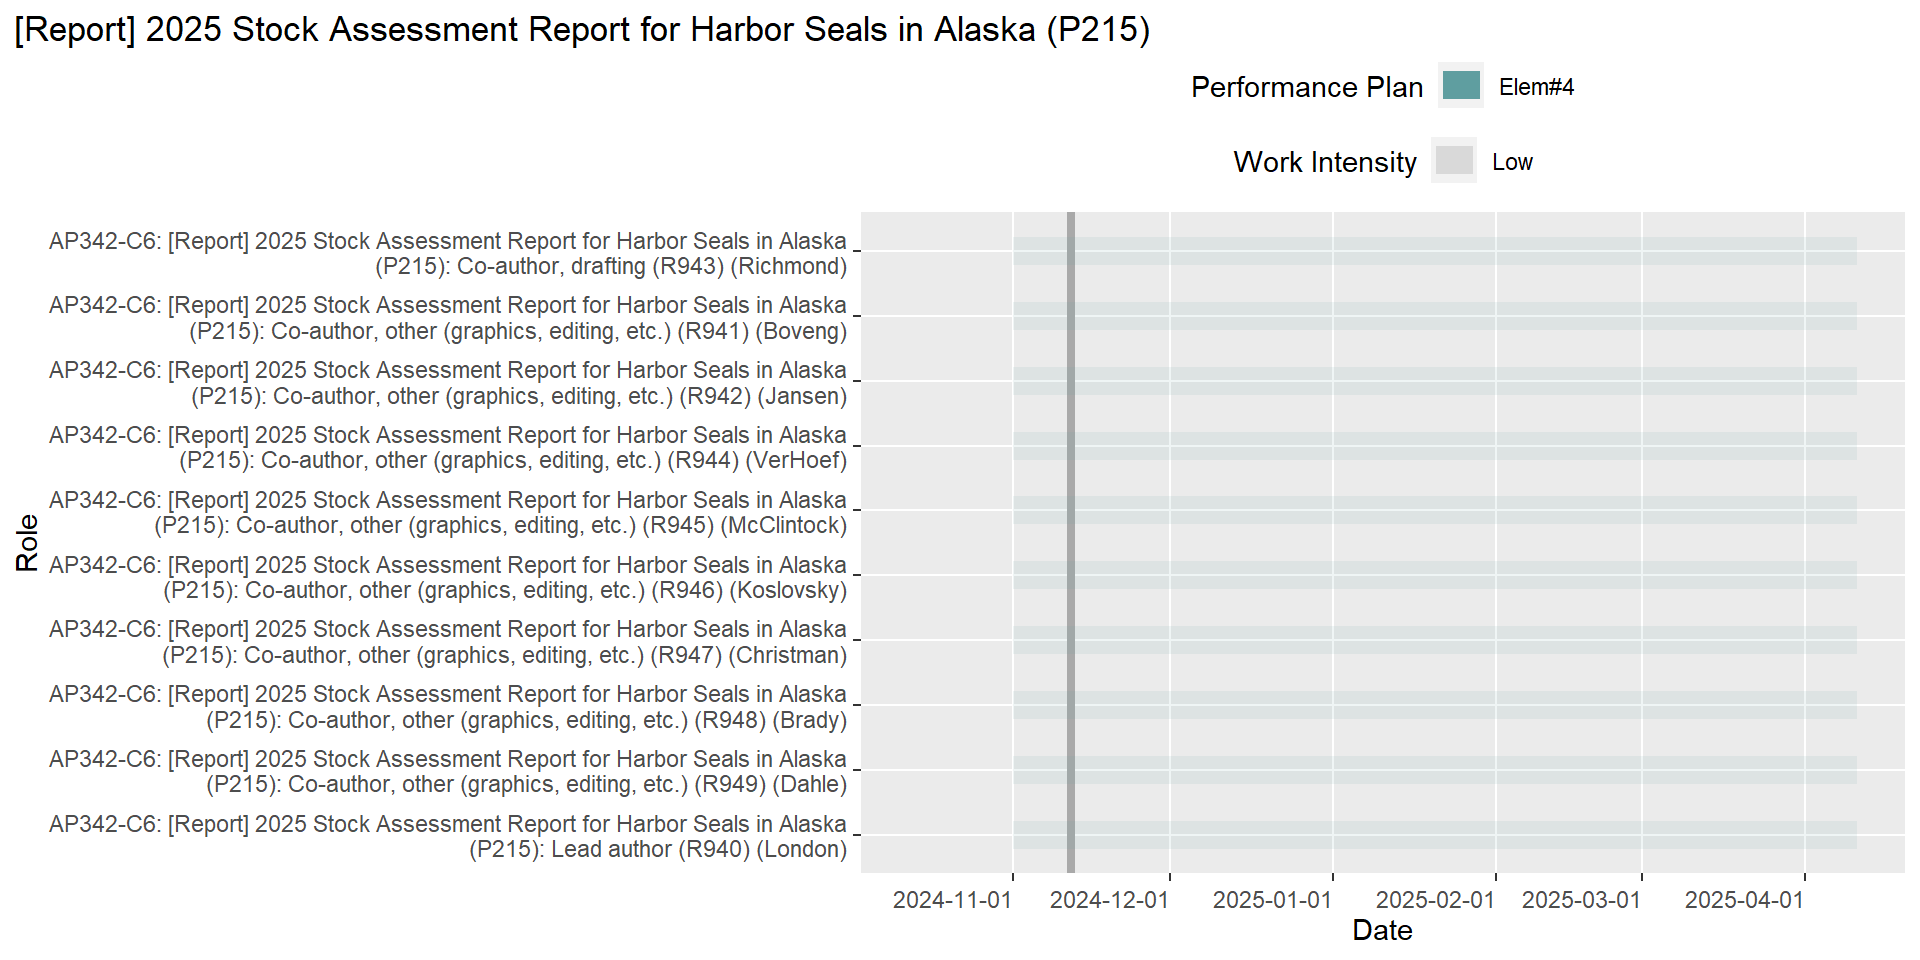 [Report] 2025 Stock Assessment Report for Harbor Seals in Alaska (P215)
Performance Plan Elem#4
Work Intensity Low
AP342-C6: [Report] 2025 Stock Assessment Report for Harbor Seals in Alaska
(P215): Co-author, drafting (R943) (Richmond)
AP342-C6: [Report] 2025 Stock Assessment Report for Harbor Seals in Alaska
(P215): Co-author, other (graphics, editing, etc.) (R941) (Boveng)
AP342-C6: [Report] 2025 Stock Assessment Report for Harbor Seals in Alaska
(P215): Co-author, other (graphics, editing, etc.) (R942) (Jansen)
AP342-C6: [Report] 2025 Stock Assessment Report for Harbor Seals in Alaska
(P215): Co-author, other (graphics, editing, etc.) (R944) (VerHoef)
AP342-C6: [Report] 2025 Stock Assessment Report for Harbor Seals in Alaska
(P215): Co-author, other (graphics, editing, etc.) (R945) (McClintock)
AP342-C6: [Report] 2025 Stock Assessment Report for Harbor Seals in Alaska
(P215): Co-author, other (graphics, editing, etc.) (R946) (Koslovsky)
AP342-C6: [Report] 2025 Stock Assessment Report for Harbor Seals in Alaska
(P215): Co-author, other (graphics, editing, etc.) (R947) (Christman)
AP342-C6: [Report] 2025 Stock Assessment Report for Harbor Seals in Alaska
(P215): Co-author, other (graphics, editing, etc.) (R948) (Brady)
AP342-C6: [Report] 2025 Stock Assessment Report for Harbor Seals in Alaska
(P215): Co-author, other (graphics, editing, etc.) (R949) (Dahle)
AP342-C6: [Report] 2025 Stock Assessment Report for Harbor Seals in Alaska
(P215): Lead author (R940) (London)
Role
2024-11-01 2024-12-01 2025-01-01 2025-02-01 2025-03-01 2025-04-01
Date